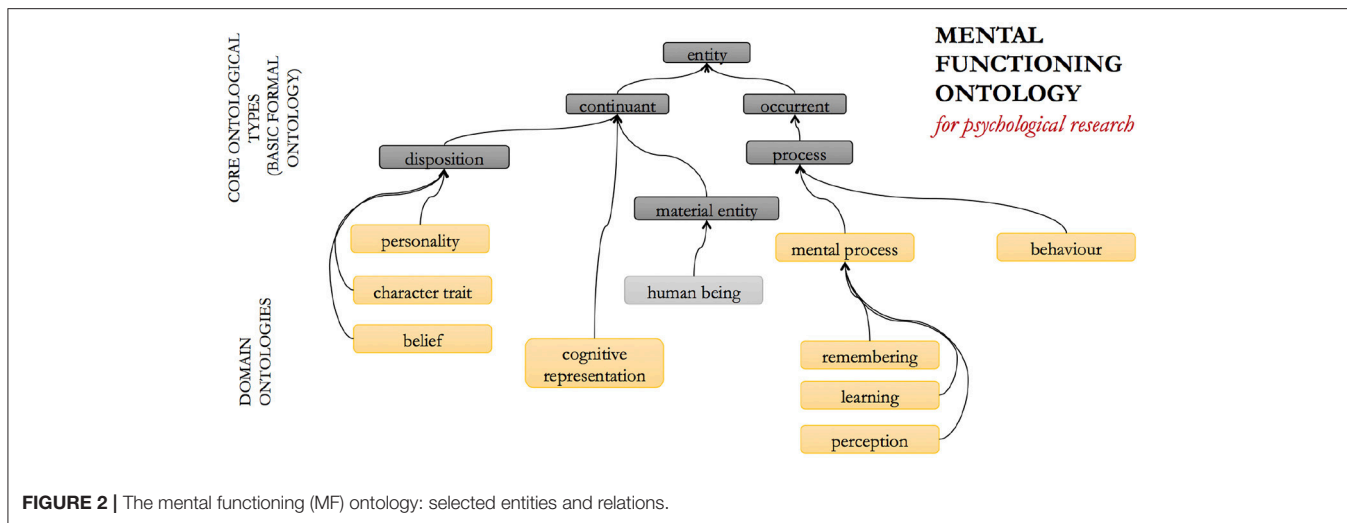 CORE ONTOLOGICAL
TYPES
(BASIC FORMAL
ONTOLOGY)
DOMAIN
ONTOLOGIES
MENTAL
FUNCTIONING
ONTOLOGY
for psychological research
entity
continuant
occurrent
disposition
process
material entity
personality
mental process
behaviour
character trait
human being
belief
cognitive
representation
remembering
learning
perception
FIGURE 2 | The mental functioning (MF) ontology: selected entities and relations.